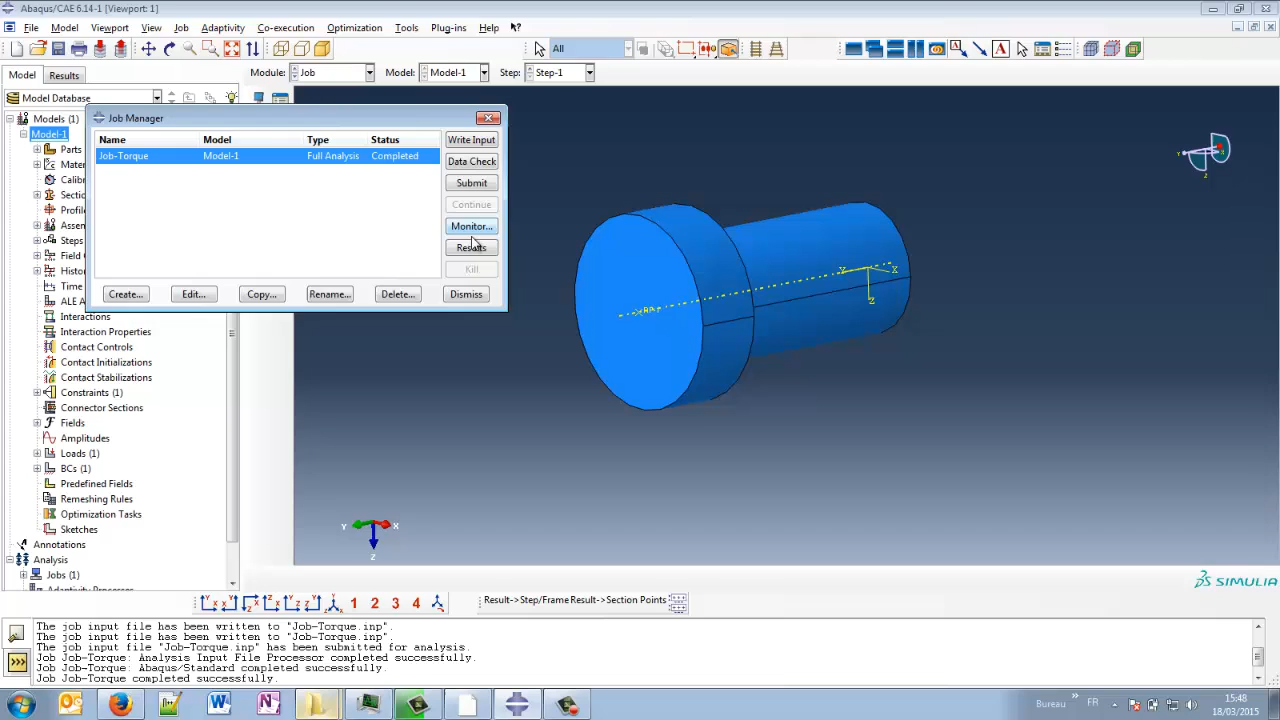 Abaqus/CAE 6.14-1 [Viewport: 1]
File Model Viewport View Job Adaptivity Co-execution Optimization Tools Plug-ins Help
All
Model Results Module: Job Model: Model-1 Step: Step-1
Model Database
Models (1)
Model-1
Parts
Mater
Calibr
Sectio
Profile
Assen
Steps
Field C
Histor
Time
ALE A
Interactions
Interaction Properties
Contact Controls
Contact Initializations
Contact Stabilizations
Constraints (1)
Connector Sections
Fields
Amplitudes
Loads (1)
BCs (1)
Predefined Fields
Remeshing Rules
Optimization Tasks
Sketches
Annotations
Analysis
Jobs (1)
Adaptivity Processes
Job Manager
Name Model Type Status
Job-Torque Model-1 Full Analysis Completed
Write Input
Data Check
Submit
Continue
Monitor...
Results
Kill
Create... Edit... Copy... Rename... Delete... Dismiss
Y
Z
RP
X
Z
Y X
Z
SIMULIA
1 2 3 4
Result->Step/Frame
Result->Section Points
The job input file has been written to "Job-Torque.inp".
The job input file has been written to "Job-Torque.inp".
The job input file "Job-Torque.inp" has been submitted for analysis.
Job Job-Torque: Analysis Input File Processor completed successfully.
Job Job-Torque: Abaqus/Standard completed successfully.
Job Job-Torque completed successfully.
Bureau FR
15:48
18/03/2015